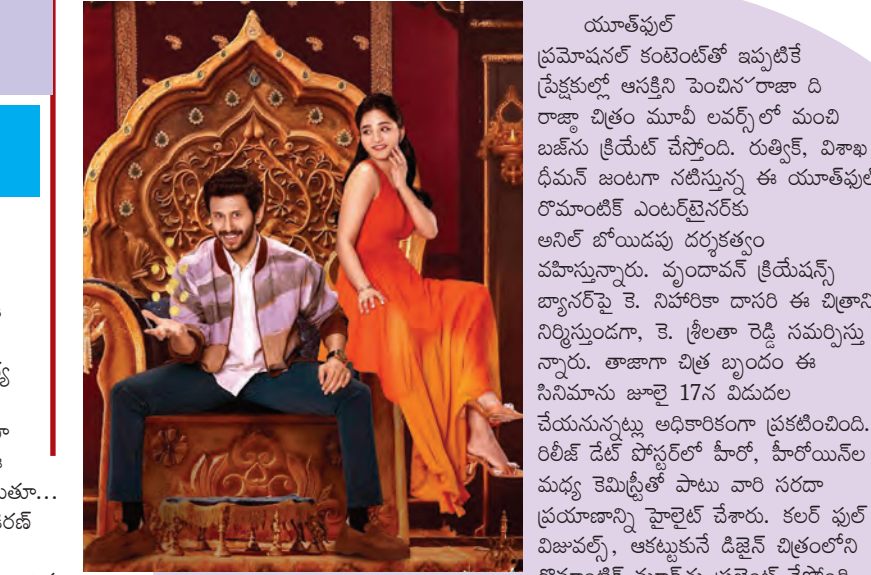 యూత్‌ఫుల్
ప్రమోషనల్ కంటెంట్‌తో ఇప్పటికే
ప్రేక్షకుల్లో ఆసక్తిని పెంచిన రాజా ది
రాజా చిత్రం మూవీ లవర్స్‌లో మంచి
బజ్‌ను క్రియేట్ చేస్తోంది. రుత్విక్, విశాఖ
ధీమన్ జంటగా నటిస్తున్న ఈ యూత్‌ఫుల్
రొమాంటిక్ ఎంటర్‌టైనర్‌కు
అనిల్ బోయిడపు దర్శకత్వం
వహిస్తున్నారు. వృందావన్ క్రియేషన్స్
బ్యానర్‌పై కె. నిహారికా దాసరి ఈ చిత్రాని
నిర్మిస్తుండగా, కె. శ్రీలతా రెడ్డి సమర్పిస్తు
న్నారు. తాజాగా చిత్ర బృందం ఈ
సినిమాను జూలై 17న విడుదల
చేయనున్నట్లు అధికారికంగా ప్రకటించింది.
రిలీజ్ డేట్ పోస్టర్‌లో హీరో, హీరోయిన్‌ల
మధ్య కెమిస్ట్రీతో పాటు వారి సరదా
ప్రయాణాన్ని హైలైట్ చేశారు. కలర్ ఫుల్
విజువల్స్, ఆకట్టుకునే డిజైన్ చిత్రంలోని